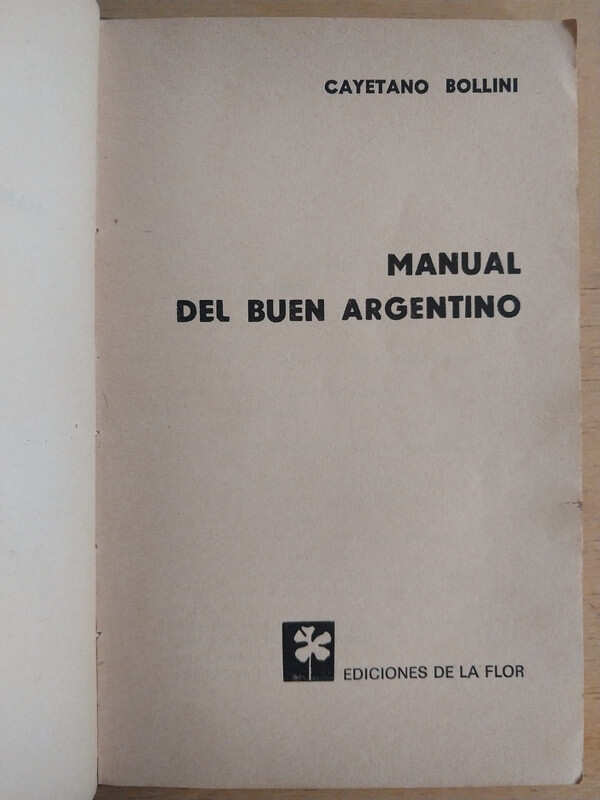 CAYETANO BOLLINI
MANUAL
DEL BUEN ARGENTINO
EDICIONES DE LA FLOR